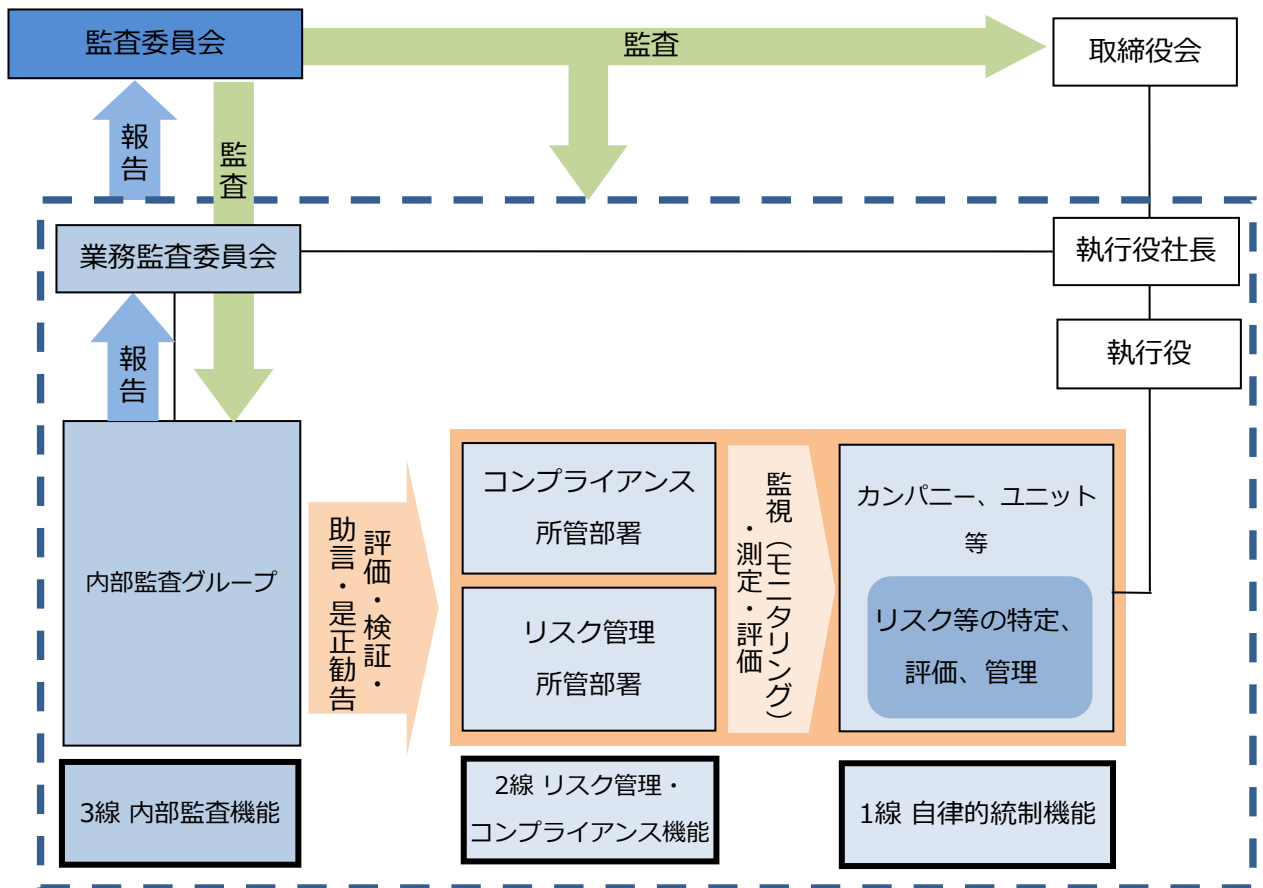 監査委員会
監査
取締役会
報告
監査
業務監査委員会
執行役社長
報告
執行役
内部監査グループ
評価・検証・
助言・是正勧告
コンプライアンス
所管部署
リスク管理
所管部署
監視（モニタリング）
・測定・評価
カンパニー、ユニット
等
リスク等の特定、
評価、管理
3線 内部監査機能
2線 リスク管理・
コンプライアンス機能
1線 自律的統制機能